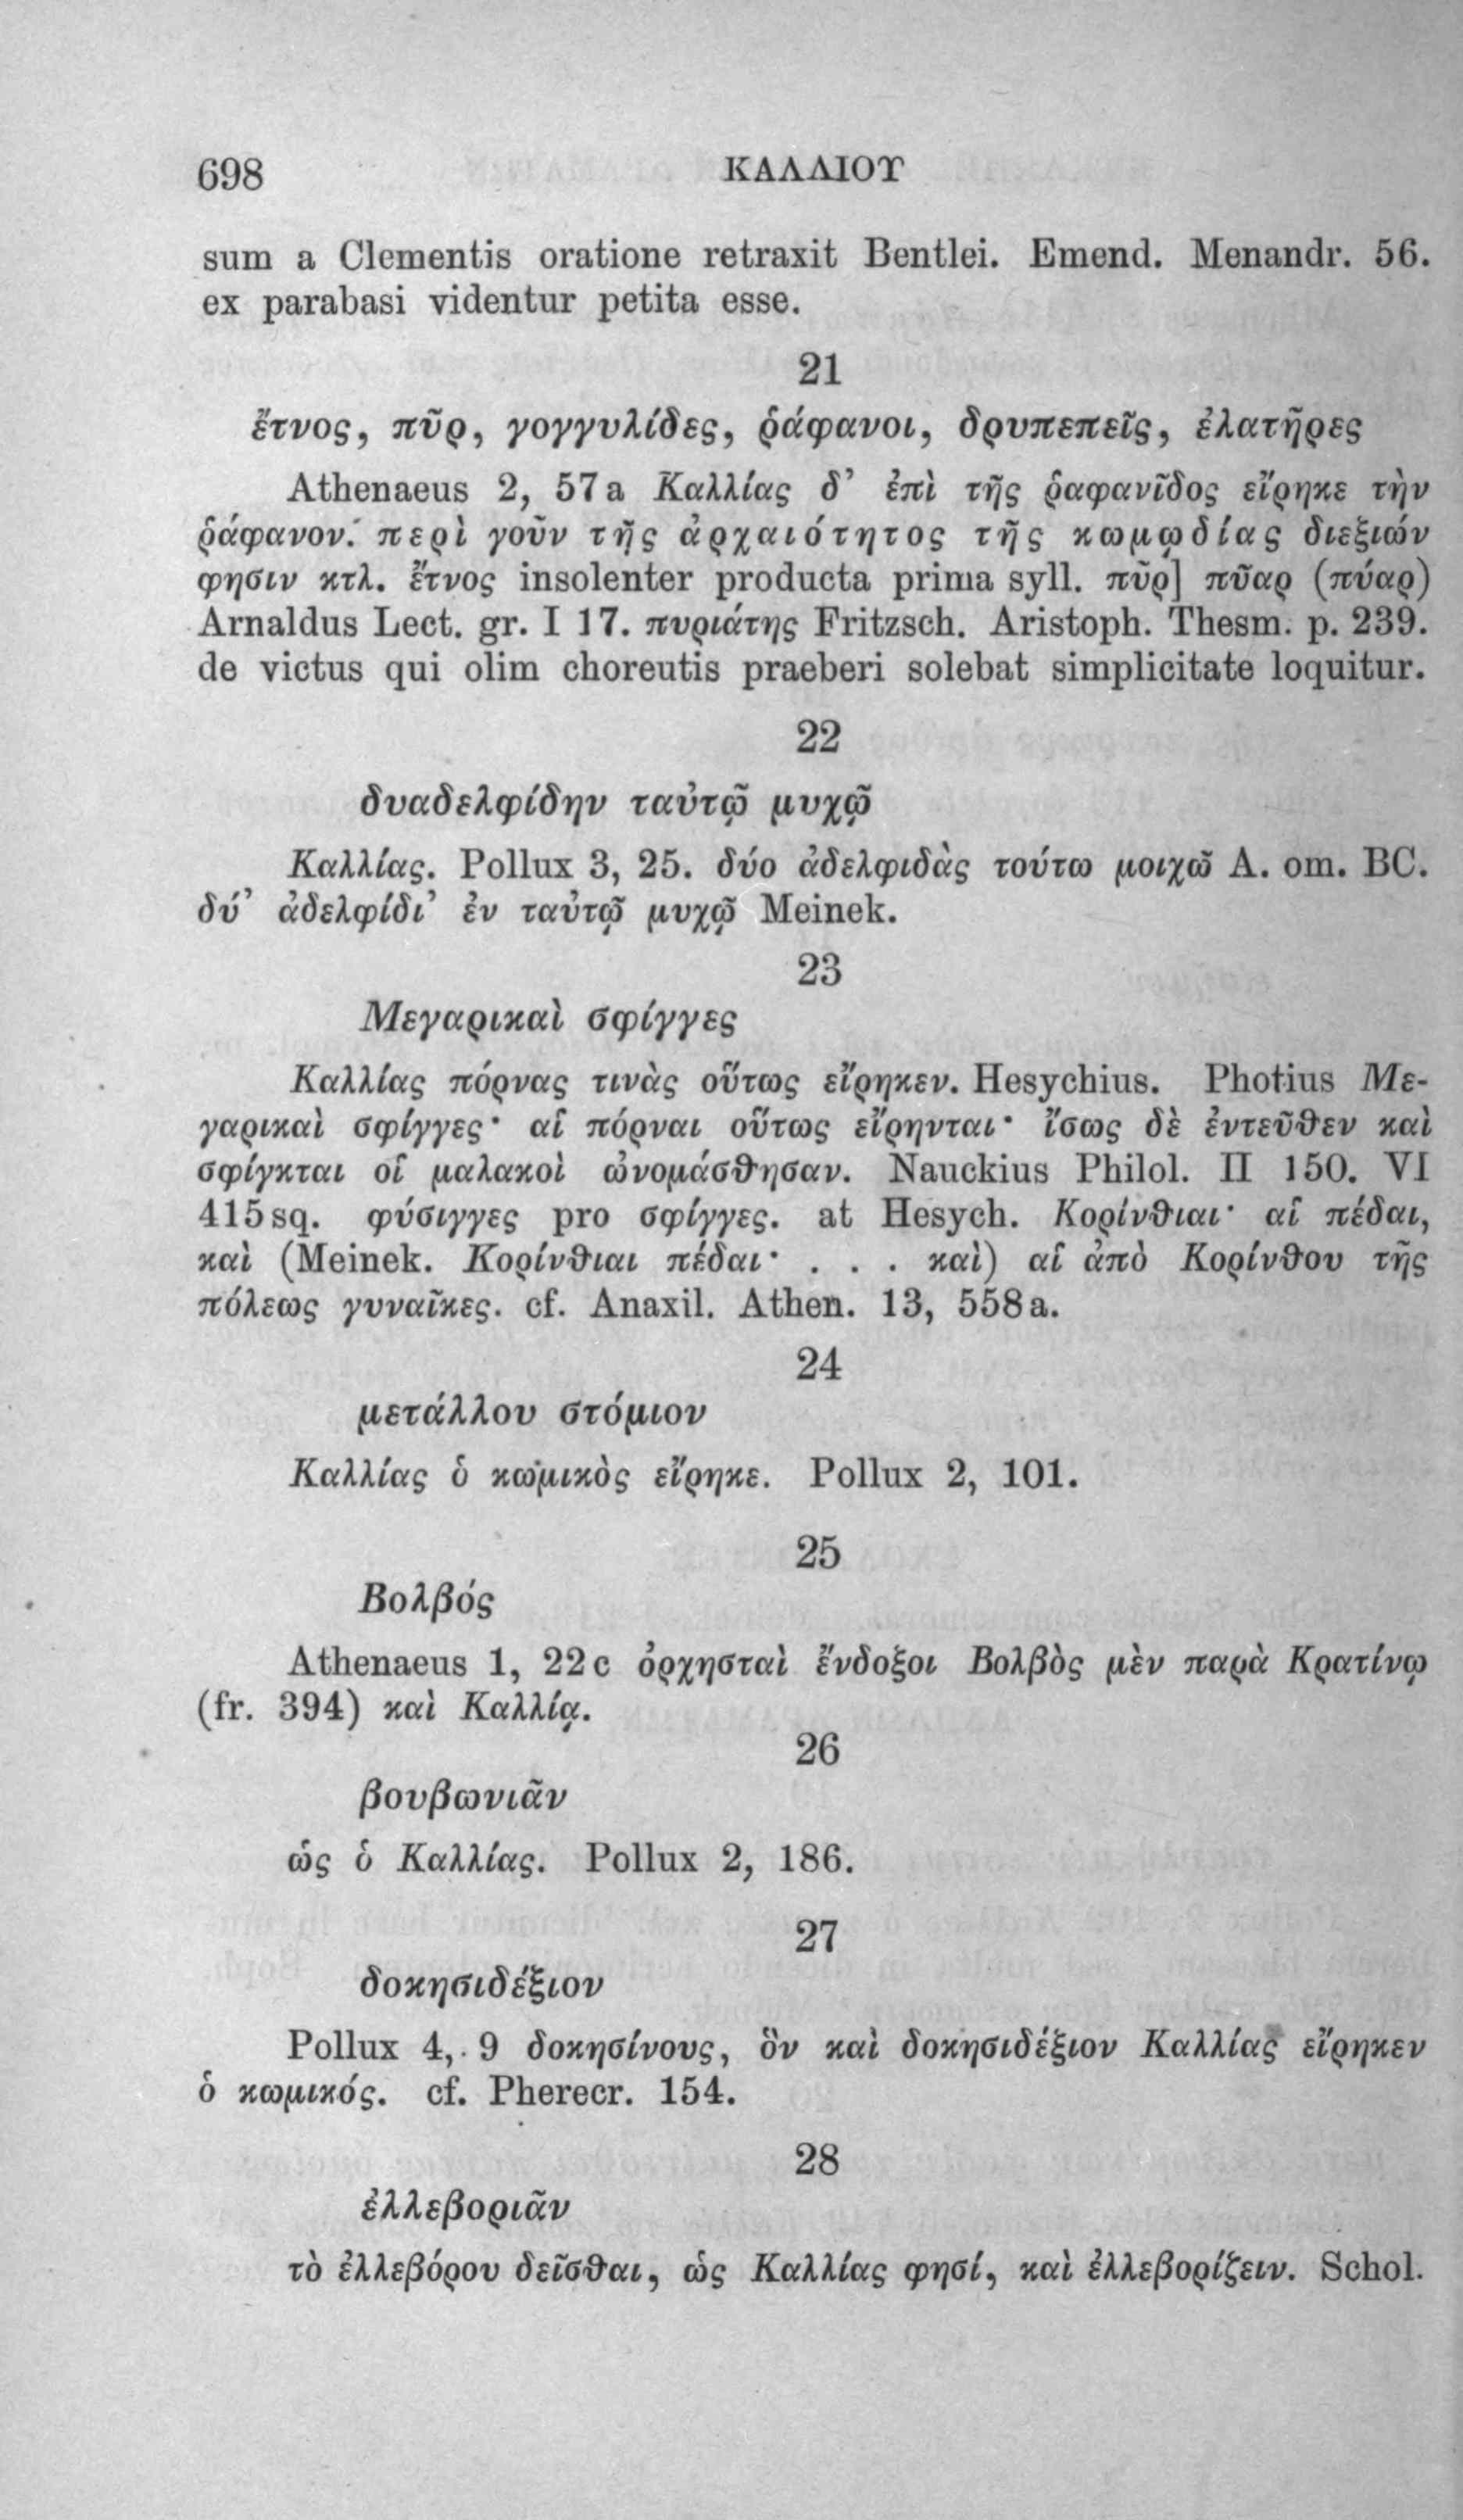 698 ΚΑΛΛΙΟΥ
sum a Clementis oratione retraxit Bentlei. Emend. Menandr. 56.
ex parabasi videntur petita esse.
21
ἔτνος, πῦρ, γογγυλίδες, ῥάφανοι, δρυπεπεῖς, ἐλατῆρες
Athenaeus 2, 57 a Καλλίας δ᾽ ἐπὶ τῆς ῥαφανῖδος εἴρηκε τὴν
ῥάφανον· περὶ γοῦν τῆς ἀρχαιότητος τῆς κωμῳδίας διεξιών
φησιν κτλ. ἔτνος insolenter producta prima syll. πῦρ] πῦαρ (πύαρ)
Arnaldus Lect. gr. I 17. πυριάτης Fritzsch. Aristoph. Thesm. p. 239.
de victus qui olim choreutis praeberi solebat simplicitate loquitur.
22
δυαδελφίδην ταὐτῷ μυχῷ
Καλλίας. Pollux 3, 25. δύο ἀδελφιδὰς τούτω μοιχῶ A. om. BC.
δύ᾽ ἀδελφίδι᾽ ἐν ταὐτῷ μυχῷ Meinek.
23
Μεγαρικαὶ σφίγγες
Καλλίας πόρνας τινὰς οὕτως εἴρηκεν. Hesychius. Photius Με-
γαρικαὶ σφίγγες· αἱ πόρναι οὕτως εἴρηνται· ἴσως δὲ ἐντεῦθεν καὶ
σφίγκται οἱ μαλακοὶ ὠνομάσθησαν. Nauckius Philol. II 150. VI
415 sq. φύσιγγες pro σφίγγες. at Hesych. Κορίνθιαι· αἱ πέδαι,
καὶ (Meinek. Κορίνθιαι πέδαι· . . . καὶ) αἱ ἀπὸ Κορίνθου τῆς
πόλεως γυναῖκες. cf. Anaxil. Athen. 13, 558 a.
24
μετάλλου στόμιον
Καλλίας ὁ κωμικὸς εἴρηκε. Pollux 2, 101.
25
Βολβός
Athenaeus 1, 22 c ὀρχησταὶ ἔνδοξοι Βολβὸς μὲν παρὰ Κρατίνῳ
(fr. 394) καὶ Καλλίᾳ.
26
βουβωνιᾶν
ὡς ὁ Καλλίας. Pollux 2, 186.
27
δοκησιδέξιον
Pollux 4, 9 δοκησίνους, ὃν καὶ δοκησιδέξιον Καλλίας εἴρηκεν
ὁ κωμικός. cf. Pherecr. 154.
28
ἐλλεβοριᾶν
τὸ ἐλλεβόρου δεῖσθαι, ὡς Καλλίας φησί, καὶ ἐλλεβορίζειν. Schol.